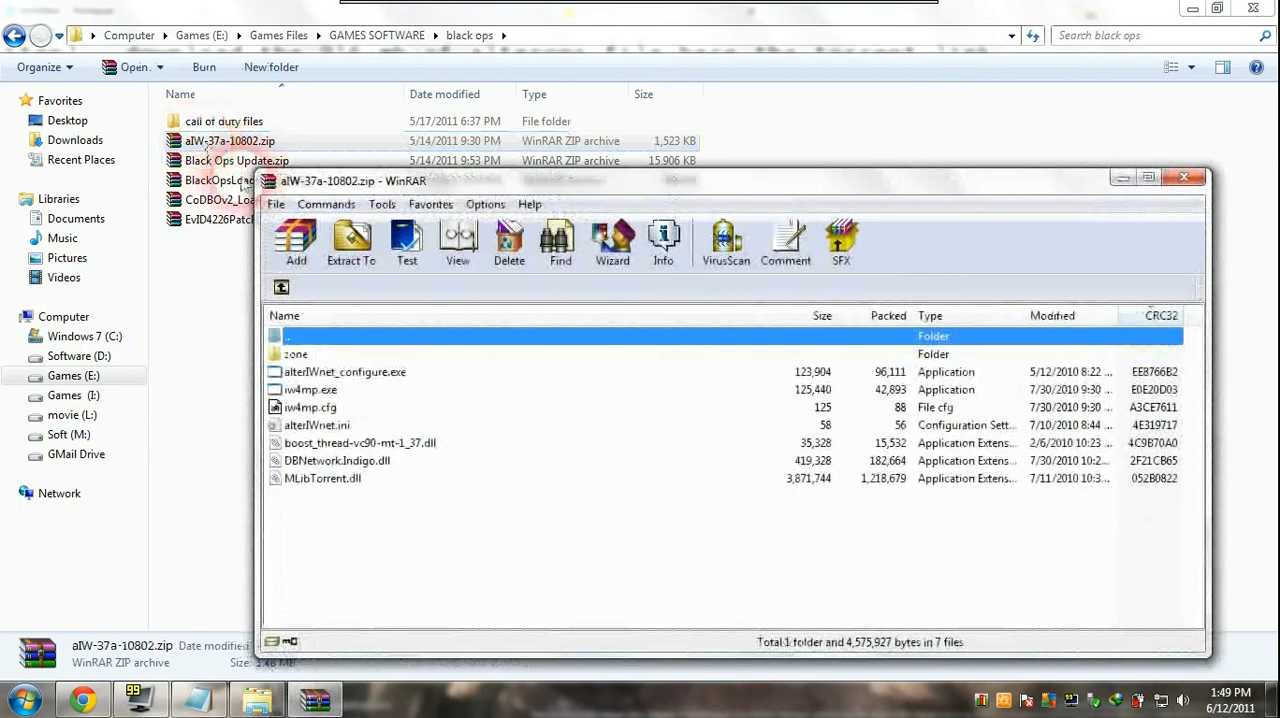 Computer Games (E:) Games Files GAMES SOFTWARE black ops Search black ops
Organize Open Burn New folder
Name Date modified Type Size
Favorites
Desktop
Downloads
Recent Places
Libraries
Documents
Music
Pictures
Videos
Computer
Windows 7 (C:)
Software (D:)
Games (E:)
Games (I:)
movie (L:)
Soft (M:)
GMail Drive
Network
call of duty files 5/17/2011 6:37 PM File folder
aIW-37a-10802.zip 5/14/2011 9:30 PM WinRAR ZIP archive 1,523 KB
Black Ops Update.zip 5/14/2011 9:53 PM WinRAR ZIP archive 15,906 KB
aIW-37a-10802.zip - WinRAR
File Commands Tools Favorites Options Help
Add Extract To Test View Delete Find Wizard Info VirusScan Comment SFX
Name Size Packed Type Modified CRC32
.. Folder
zone Folder
alterIWnet_configure.exe 123,904 96,111 Application 5/12/2010 8:22 ... EE8766B2
iw4mp.exe 125,440 42,893 Application 7/30/2010 9:30 ... E0E20D03
iw4mp.cfg 125 88 File cfg 7/30/2010 9:30 ... A3CE7611
alterIWnet.ini 58 56 Configuration Sett... 7/10/2010 8:44 ... 4E319717
boost_thread-vc90-mt-1_37.dll 35,328 15,532 Application Extens... 2/6/2010 10:23 ... 4C9B70A0
DBNetwork.Indigo.dll 419,328 182,664 Application Extens... 7/30/2010 10:2... 2F21CB65
MLibTorrent.dll 3,871,744 1,218,679 Application Extens... 7/11/2010 10:3... 052B0822
Total 1 folder and 4,575,927 bytes in 7 files
aIW-37a-10802.zip Date modified
WinRAR ZIP archive Size: 1.48 MB
99
1:49 PM
6/12/2011